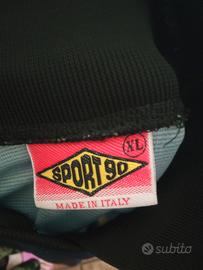 XL
SPORT 90
MADE IN ITALY
subito